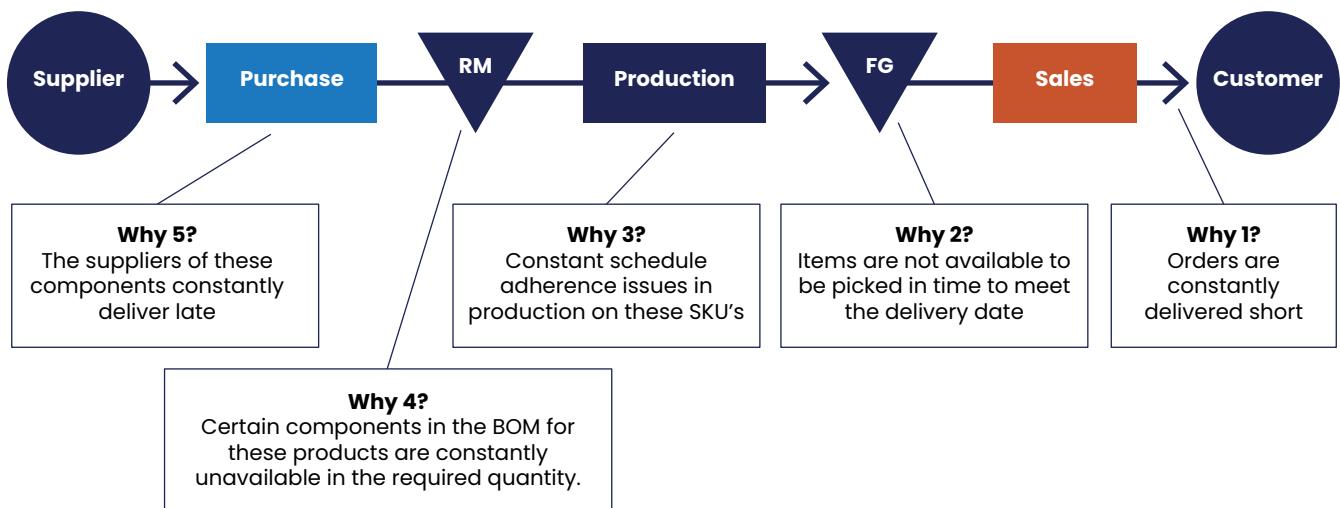 Supplier
Purchase
RM
Production
FG
Sales
Customer
Why 5?
The suppliers of these
components constantly
deliver late
Why 3?
Constant schedule
adherence issues in
production on these SKU's
Why 2?
Items are not available to
be picked in time to meet
the delivery date
Why 1?
Orders are
constantly
delivered short
Why 4?
Certain components in the BOM for
these products are constantly
unavailable in the required quantity.